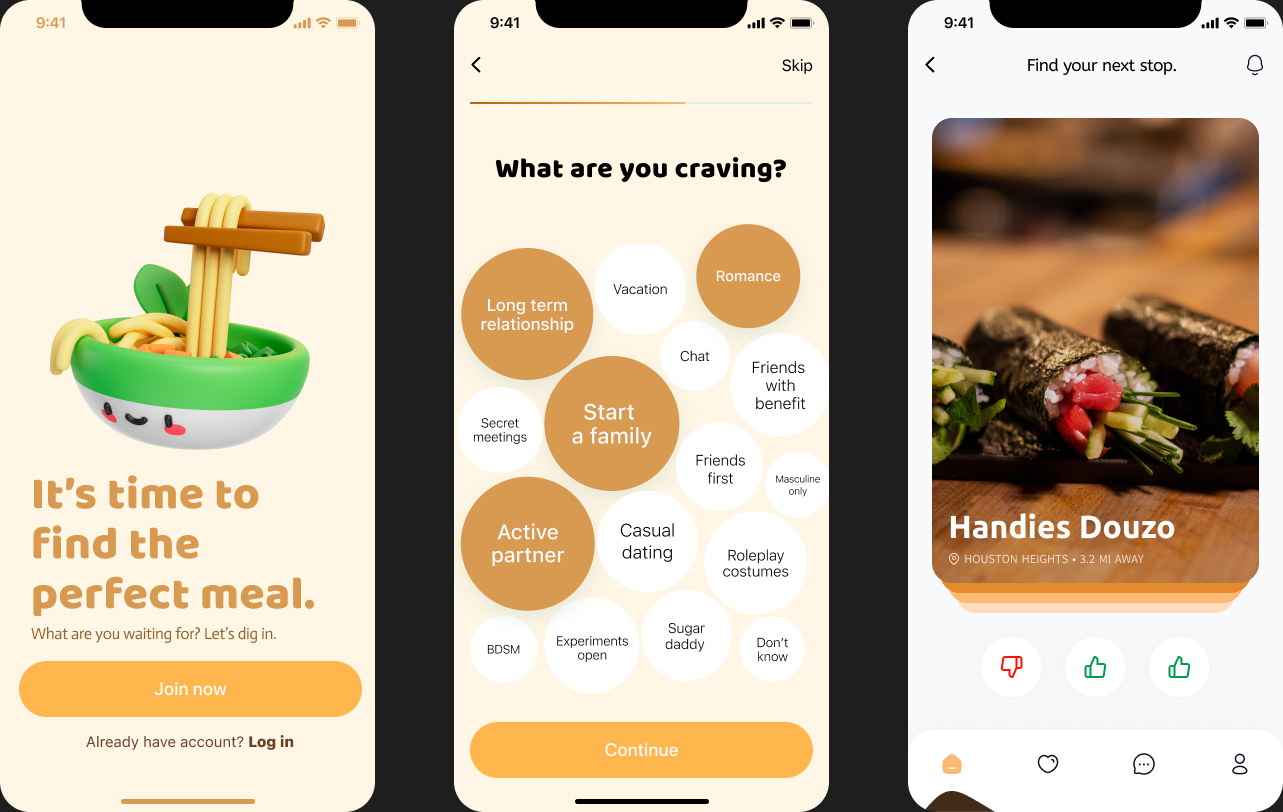 9:41
It's time to
find the
perfect meal.
What are you waiting for? Let's dig in.
Join now
Already have account? Log in
9:41
Skip
What are you craving?
Long term
relationship
Vacation
Romance
Chat
Friends
with
benefit
Start
a family
Secret
meetings
Friends
first
Masculine
only
Active
partner
Casual
dating
Roleplay
costumes
BDSM
Experiments
open
Sugar
daddy
Don't
know
Continue
9:41
Find your next stop.
Handies Douzo
HOUSTON HEIGHTS • 3.2 MI AWAY